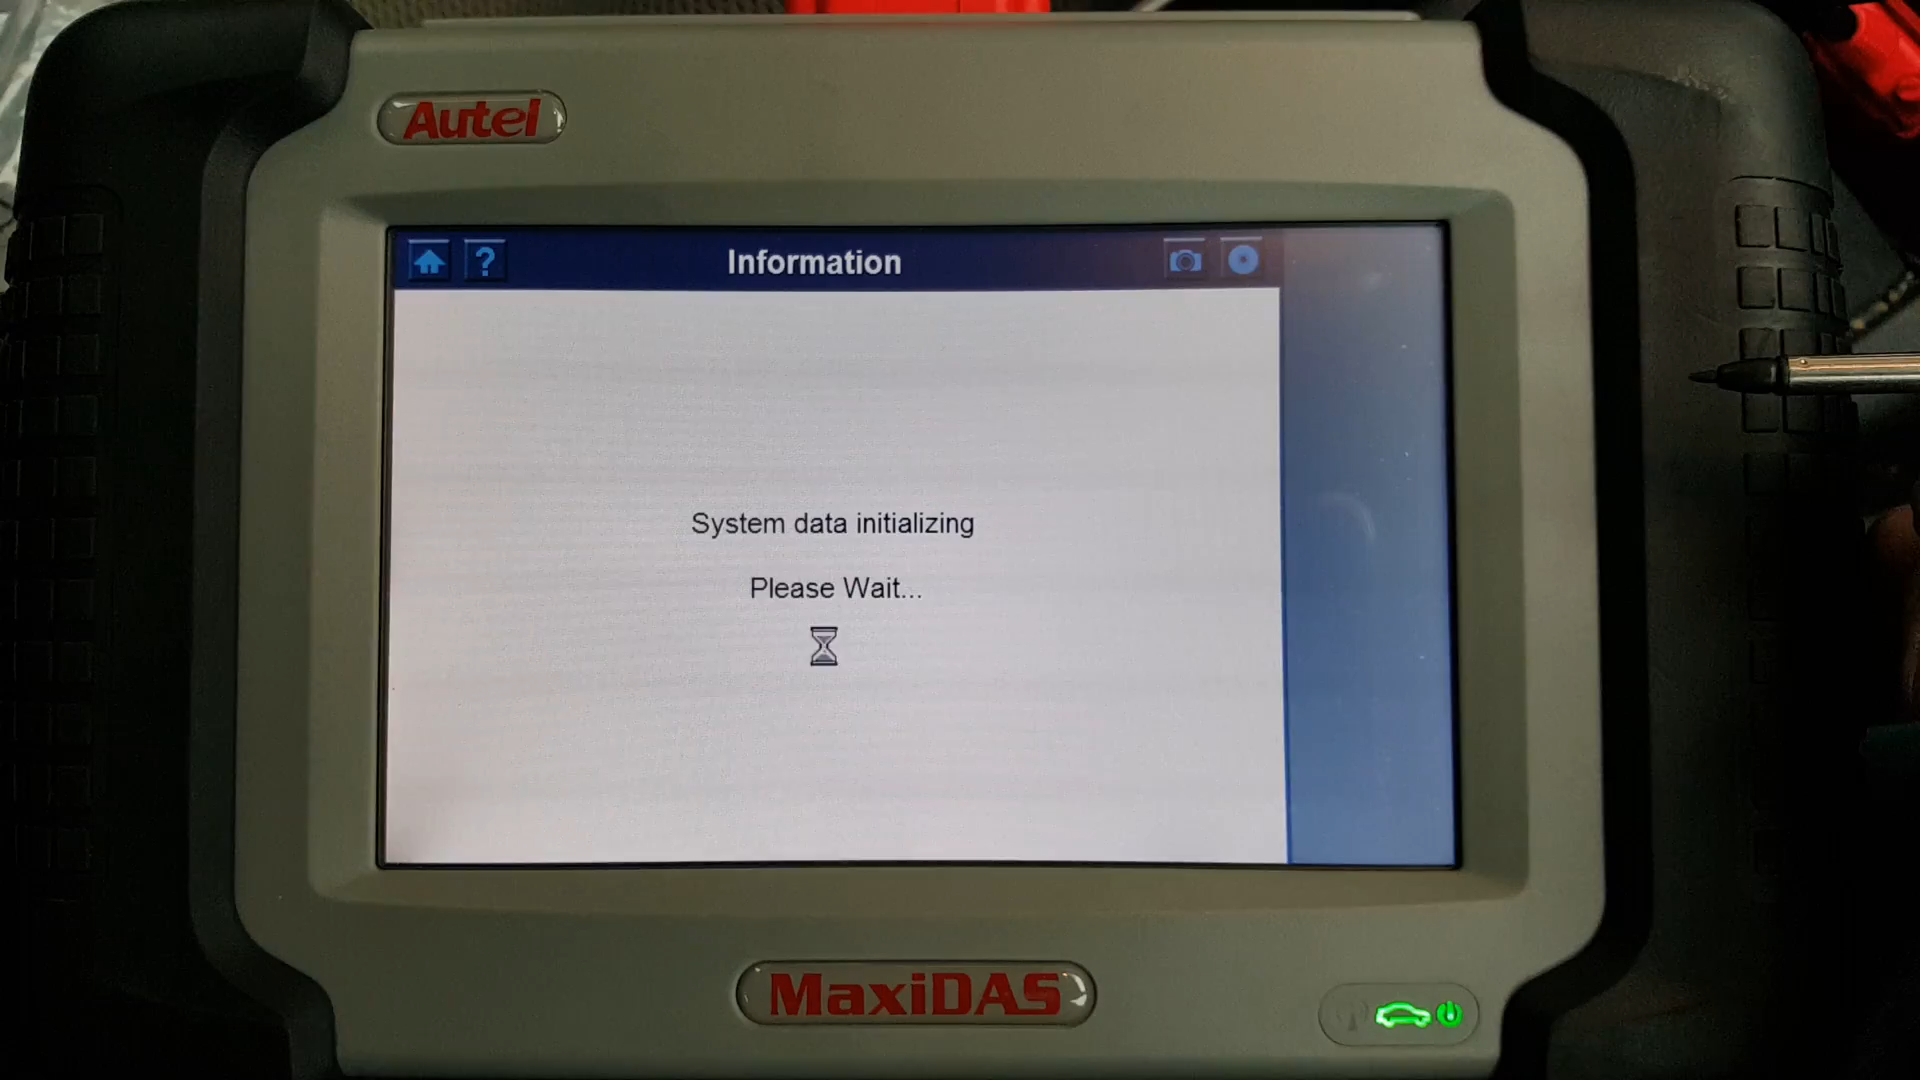 Autel
?
Information
System data initializing
Please Wait...
MaxiDAS